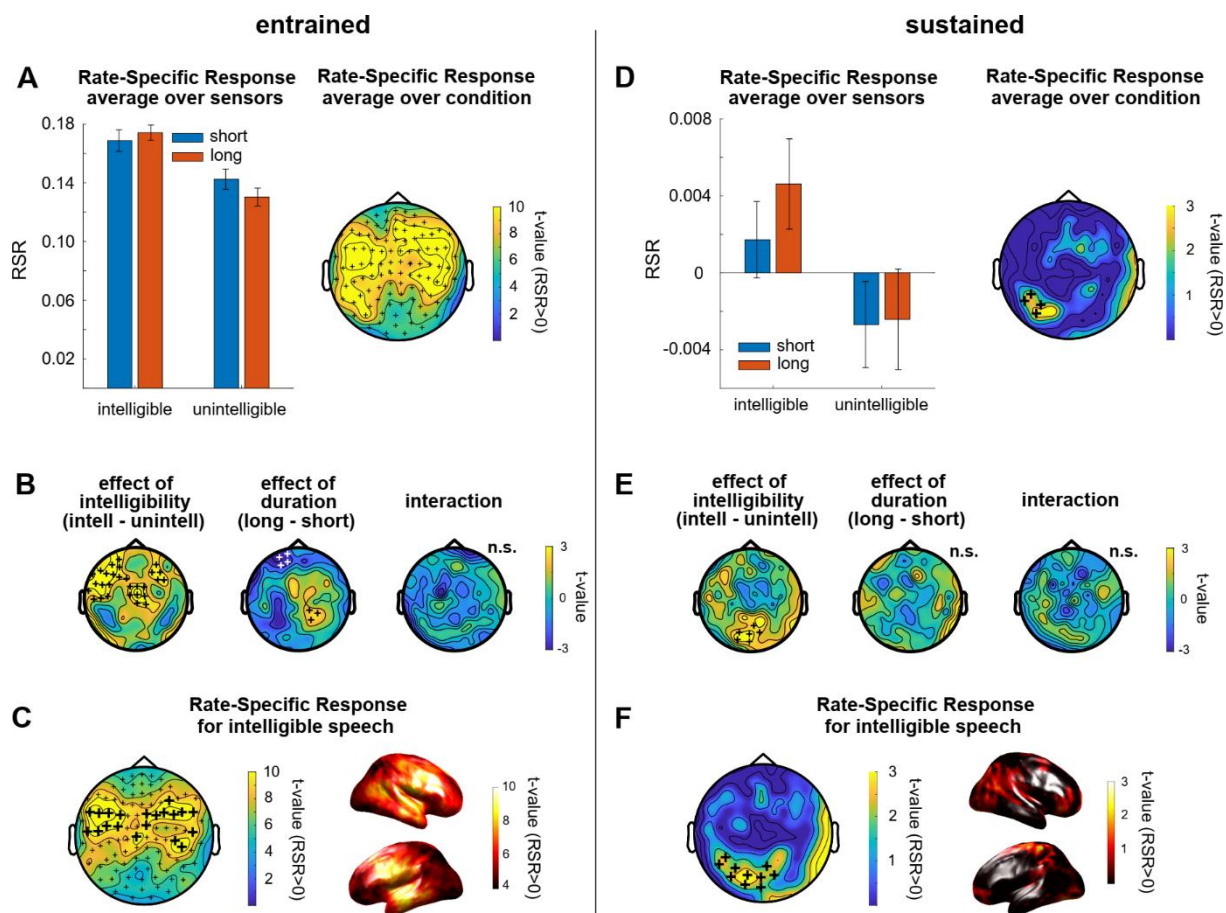 entrained
sustained
A
Rate-Specific Response
average over sensors
Rate-Specific Response
average over condition
0.18
0.14
0.10
0.06
0.02
RSR
short
long
intelligible
unintelligible
10
8
6
4
2
t-value (RSR>0)
D
Rate-Specific Response
average over sensors
Rate-Specific Response
average over condition
0.008
0.004
0
-0.004
RSR
short
long
intelligible
unintelligible
3
2
1
t-value (RSR>0)
B
effect of
intelligibility
(intell - unintell)
effect of
duration
(long - short)
interaction
n.s.
3
0
-3
t-value
E
effect of
intelligibility
(intell - unintell)
effect of
duration
(long - short)
n.s.
interaction
n.s.
3
0
-3
t-value
C
Rate-Specific Response
for intelligible speech
10
8
6
4
2
t-value (RSR>0)
10
8
6
4
t-value (RSR>0)
F
Rate-Specific Response
for intelligible speech
3
2
1
0
t-value (RSR>0)
3
2
1
t-value (RSR>0)